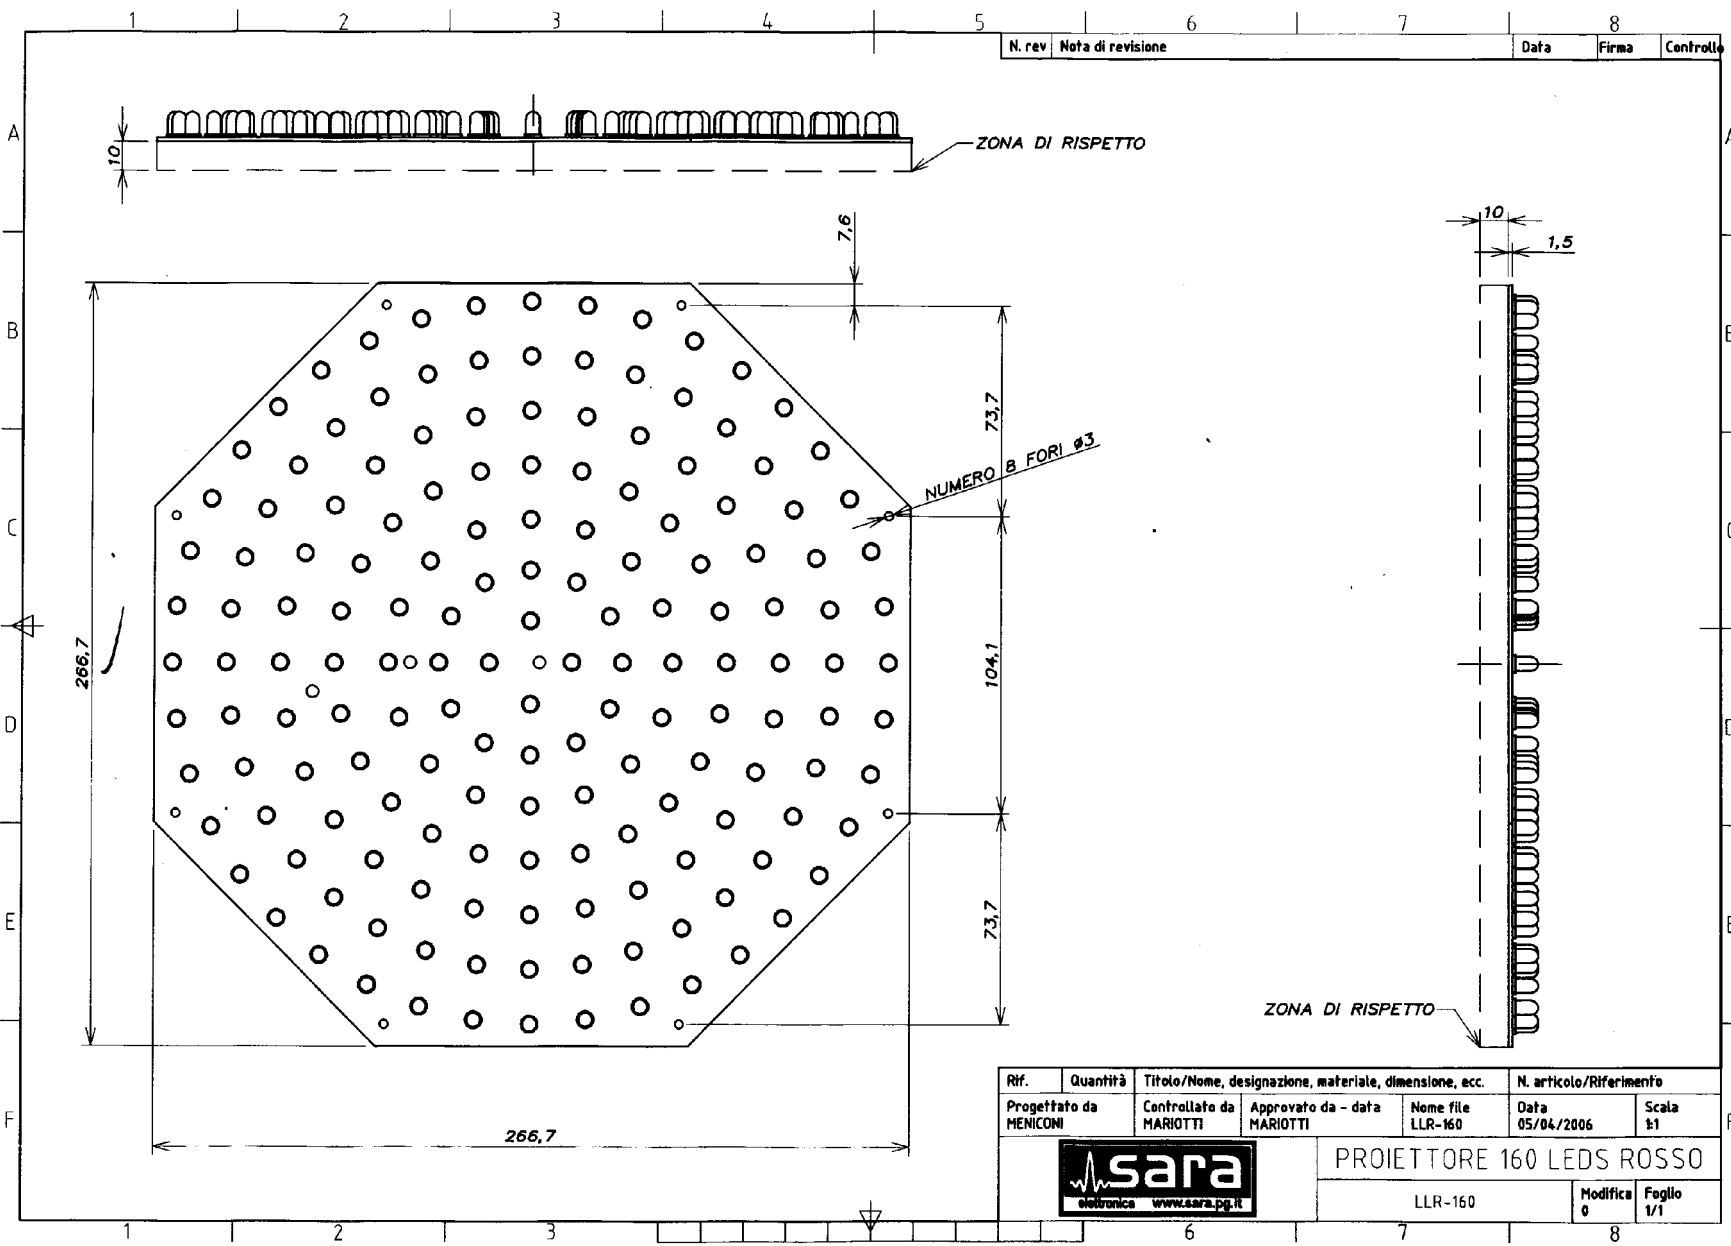 1 2 3 4 5 6 7 8
N. rev Nota di revisione Data Firma Controllo
A
10
ZONA DI RISPETTO
A
10
1,5
7,6
B
73,7
NUMERO 8 FORI ø3
C
266,7
104,1
D
73,7
E
ZONA DI RISPETTO
266,7
F
Rif. Quantità Titolo/Nome, designazione, materiale, dimensione, ecc. N. articolo/Riferimento
Progettato da Controllato da Approvato da - data Nome file Data Scala
MENICONI MARIOTTI MARIOTTI LLR-160 05/04/2006 1:1
sara
elettronica www.sara.pg.it
PROIETTORE 160 LEDS ROSSO
LLR-160
Modifica Foglio
0 1/1
1 2 3 6 7 8